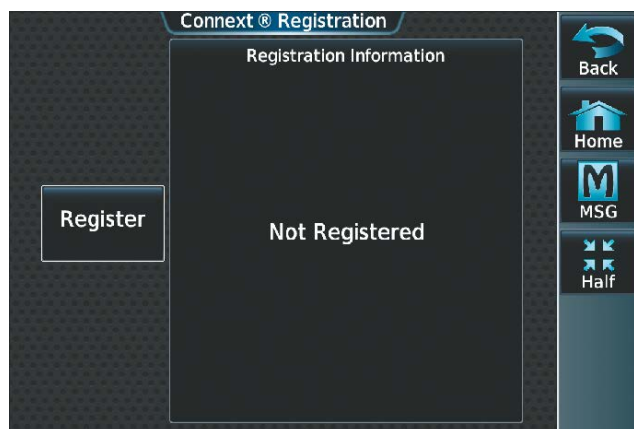 Connext ® Registration
Registration Information
Register
Not Registered
Back
Home
M
MSG
Half